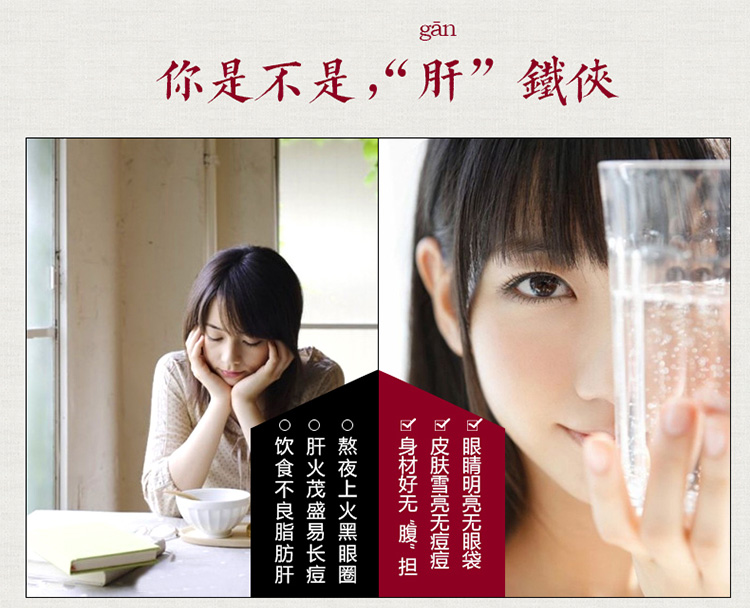 gān
你是不是，“肝” 鐵俠
○ 熬夜上火黑眼圈
○ 肝火茂盛易长痘
○ 饮食不良脂肪肝
☑ 眼睛明亮无眼袋
☑ 皮肤雪亮无痘痘
☑ 身材好无“腹”担